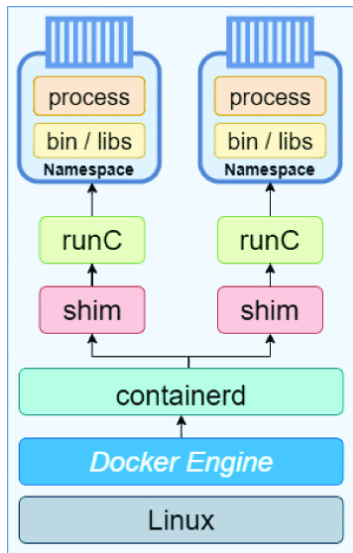 process process
bin / libs bin / libs
Namespace Namespace
runC runC
shim shim
containerd
Docker Engine
Linux